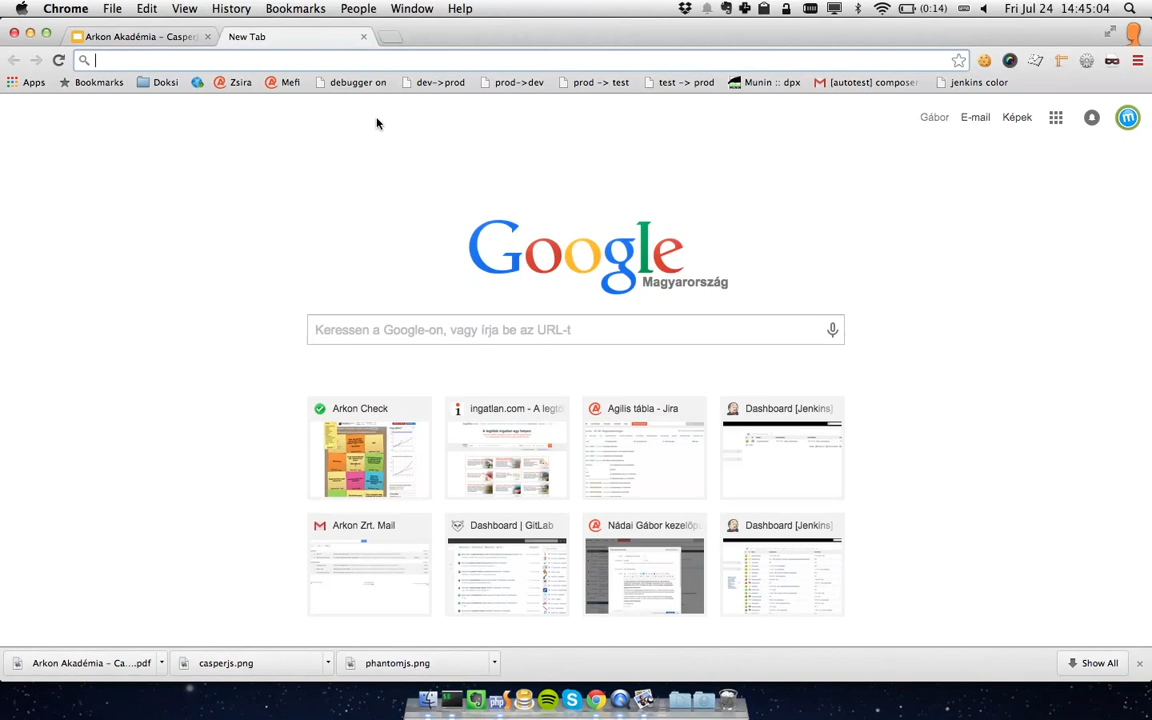 Chrome File Edit View History Bookmarks People Window Help (0:14) Fri Jul 24 14:45:04
Arkon Akadémia – Casper New Tab
Apps Bookmarks Doksi Zsira Mefi debugger on dev->prod prod->dev prod -> test test -> prod Munin :: dpx [autotest] compose jenkins color
Gábor E-mail Képek
Google
Magyarország
Keressen a Google-on, vagy írja be az URL-t
Arkon Check ingatlan.com - A legtö Agilis tábla - Jira Dashboard [Jenkins]
Arkon Zrt. Mail Dashboard | GitLab Nádai Gábor kezelőpu Dashboard [Jenkins]
Arkon Akadémia – Ca....pdf casperjs.png phantomjs.png Show All